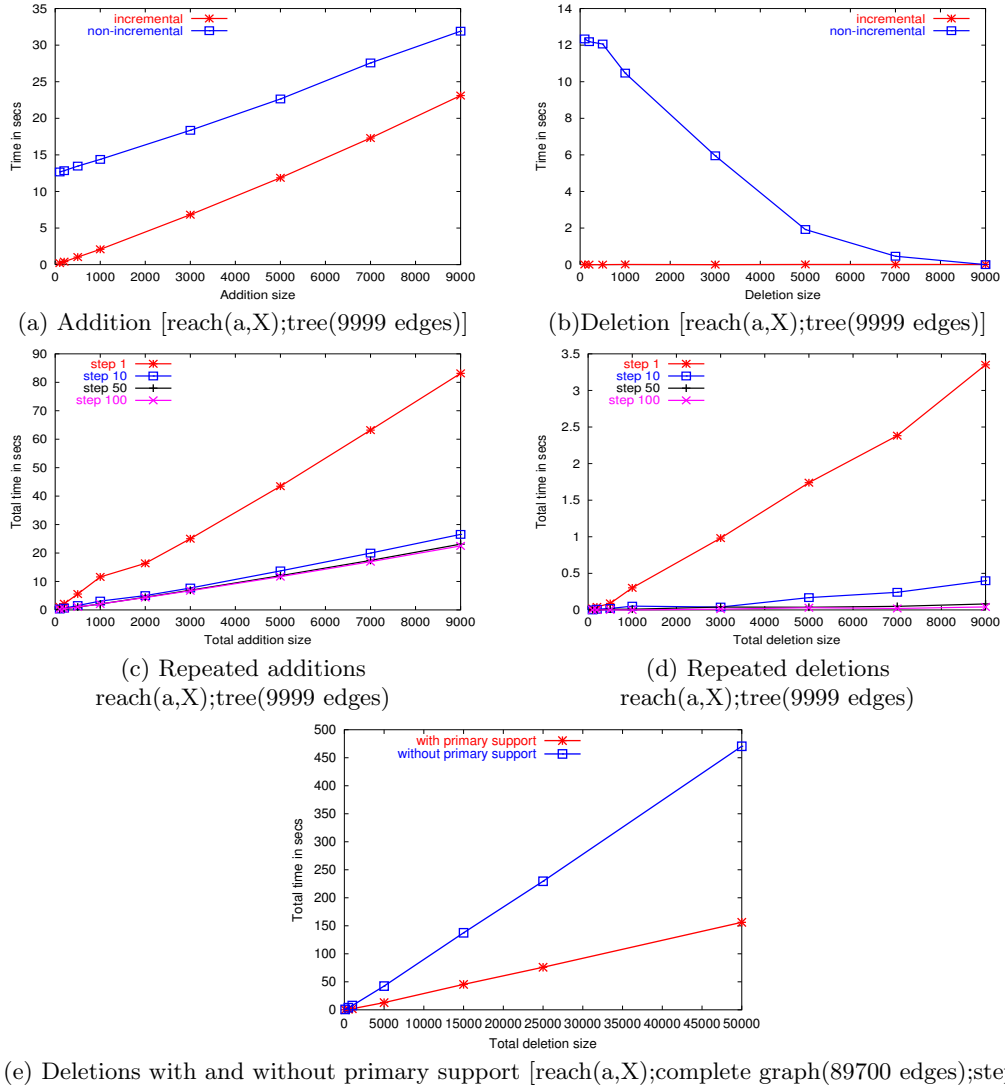 35
30
25
20
15
10
5
0
Time in secs
incremental
non-incremental
0 1000 2000 3000 4000 5000 6000 7000 8000 9000
Addition size
(a) Addition [reach(a,X);tree(9999 edges)]
14
12
10
8
6
4
2
0
Time in secs
incremental
non-incremental
0 1000 2000 3000 4000 5000 6000 7000 8000 9000
Deletion size
(b)Deletion [reach(a,X);tree(9999 edges)]
90
80
70
60
50
40
30
20
10
0
Total time in secs
step 1
step 10
step 50
step 100
0 1000 2000 3000 4000 5000 6000 7000 8000 9000
Total addition size
(c) Repeated additions
reach(a,X);tree(9999 edges)
3.5
3
2.5
2
1.5
1
0.5
0
Total time in secs
step 1
step 10
step 50
step 100
0 1000 2000 3000 4000 5000 6000 7000 8000 9000
Total deletion size
(d) Repeated deletions
reach(a,X);tree(9999 edges)
500
450
400
350
300
250
200
150
100
50
0
Total time in secs
with primary support
without primary support
0 5000 10000 15000 20000 25000 30000 35000 40000 45000 50000
Total deletion size
(e) Deletions with and without primary support [reach(a,X);complete graph(89700 edges);ste